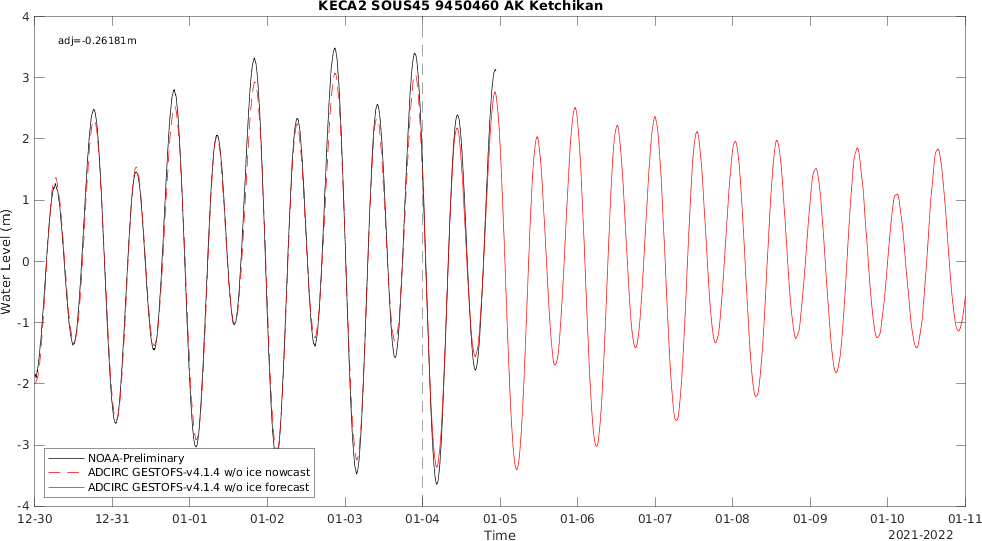 KECA2 SOUS45 9450460 AK Ketchikan
adj=-0.26181m
4
3
2
1
0
-1
-2
-3
-4
Water Level (m)
NOAA-Preliminary
ADCIRC GESTOFS-v4.1.4 w/o ice nowcast
ADCIRC GESTOFS-v4.1.4 w/o ice forecast
12-30 12-31 01-01 01-02 01-03 01-04 01-05 01-06 01-07 01-08 01-09 01-10 01-11
Time
2021-2022